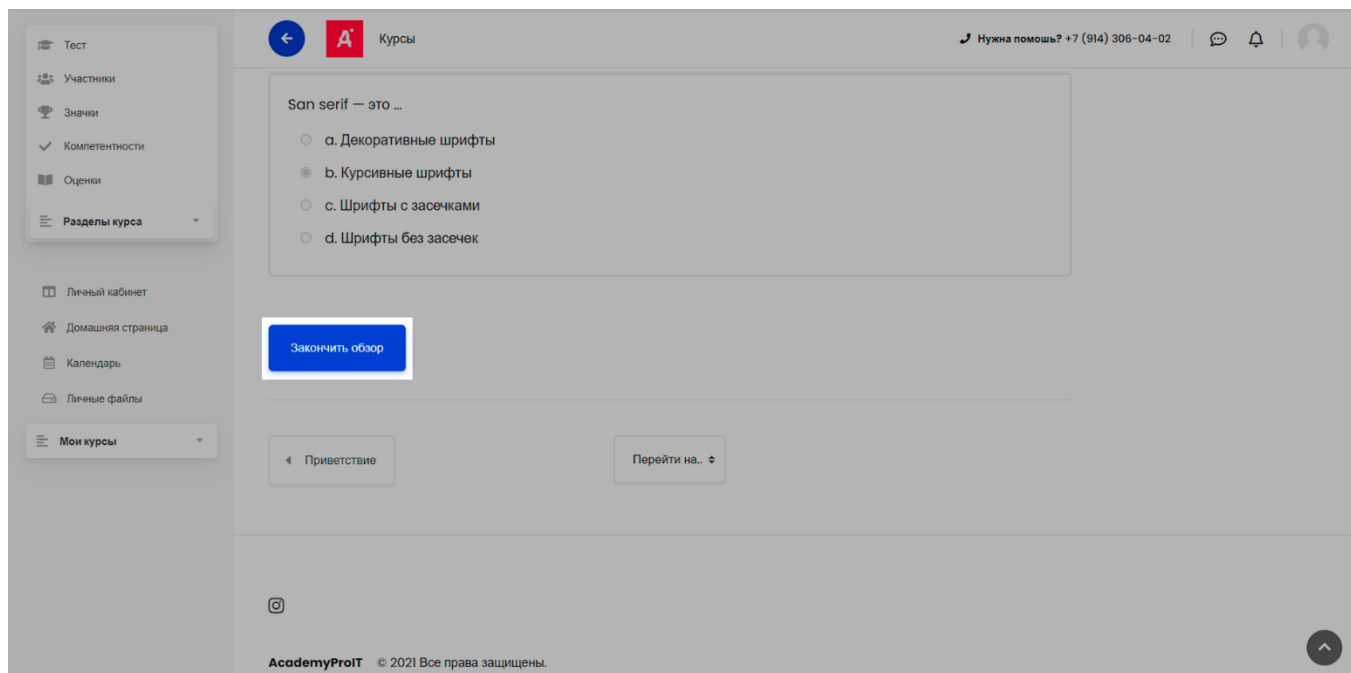 Тест
Участники
Значки
Компетентности
Оценки
Разделы курса
Личный кабинет
Домашняя страница
Календарь
Личные файлы
Мои курсы
Курсы
Нужна помошь? +7 (914) 306-04-02
San serif — это ...
a. Декоративные шрифты
b. Курсивные шрифты
c. Шрифты с засечками
d. Шрифты без засечек
Закончить обзор
Приветствие
Перейти на..
AcademyProIT © 2021 Все права защищены.